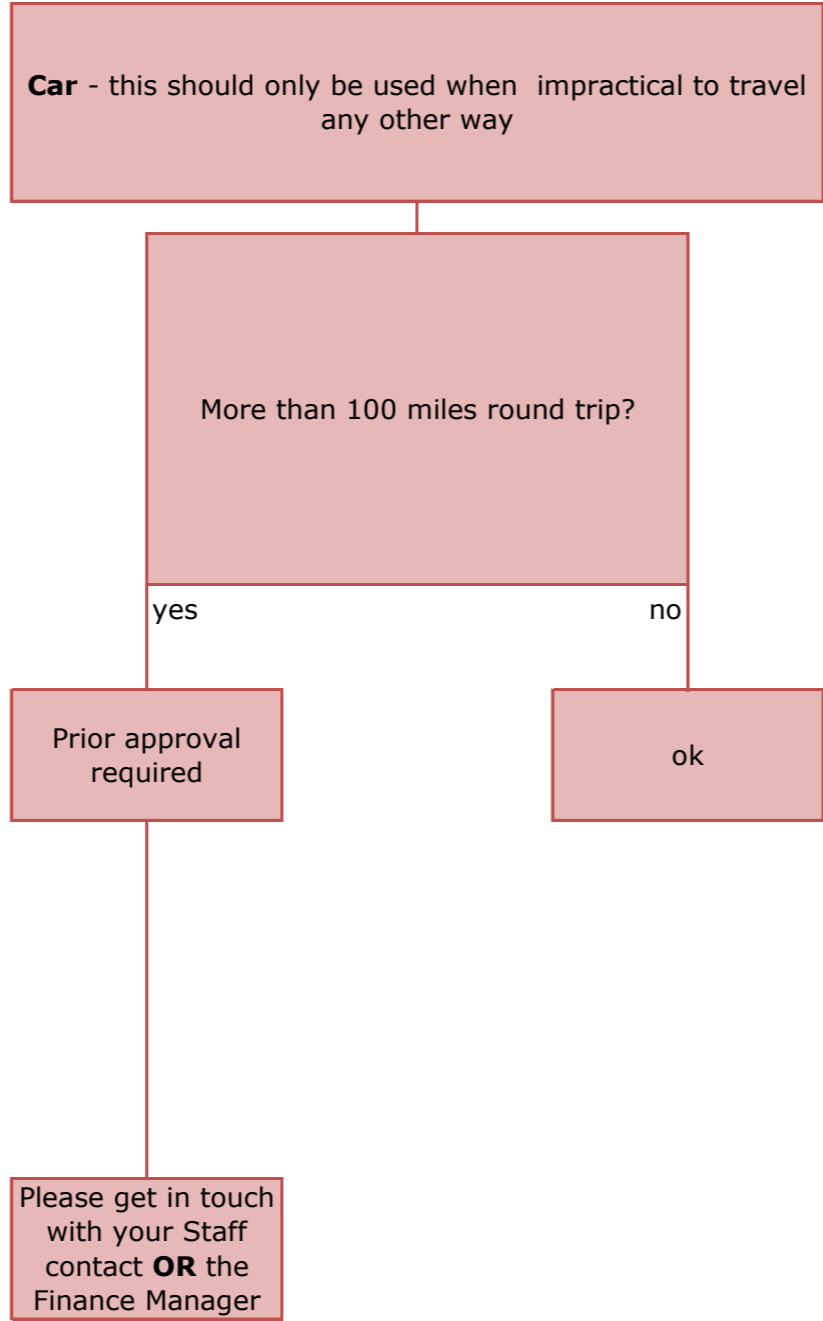 Car - this should only be used when  impractical to travel
any other way
More than 100 miles round trip?
yes
no
Prior approval
required
ok
Please get in touch
with your Staff
contact OR the
Finance Manager